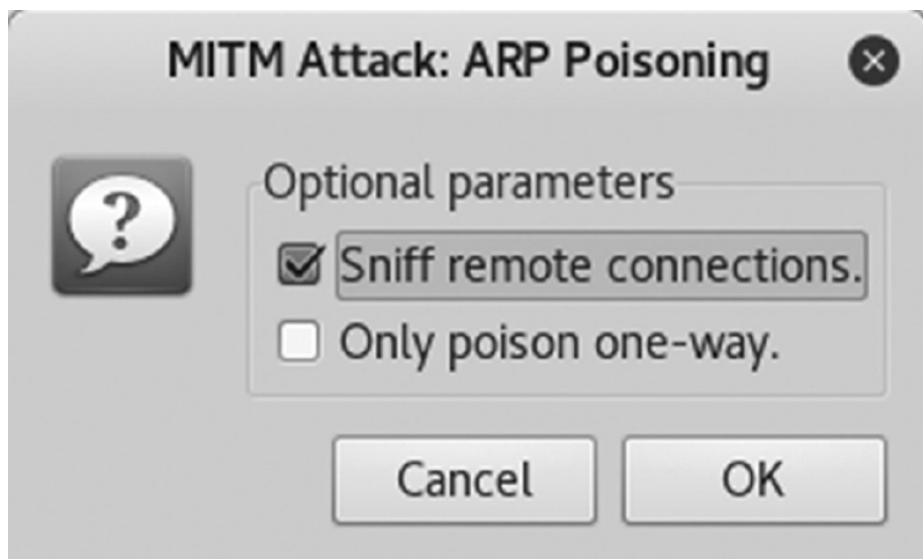 MITM Attack: ARP Poisoning
Optional parameters
Sniff remote connections.
Only poison one-way.
Cancel
OK